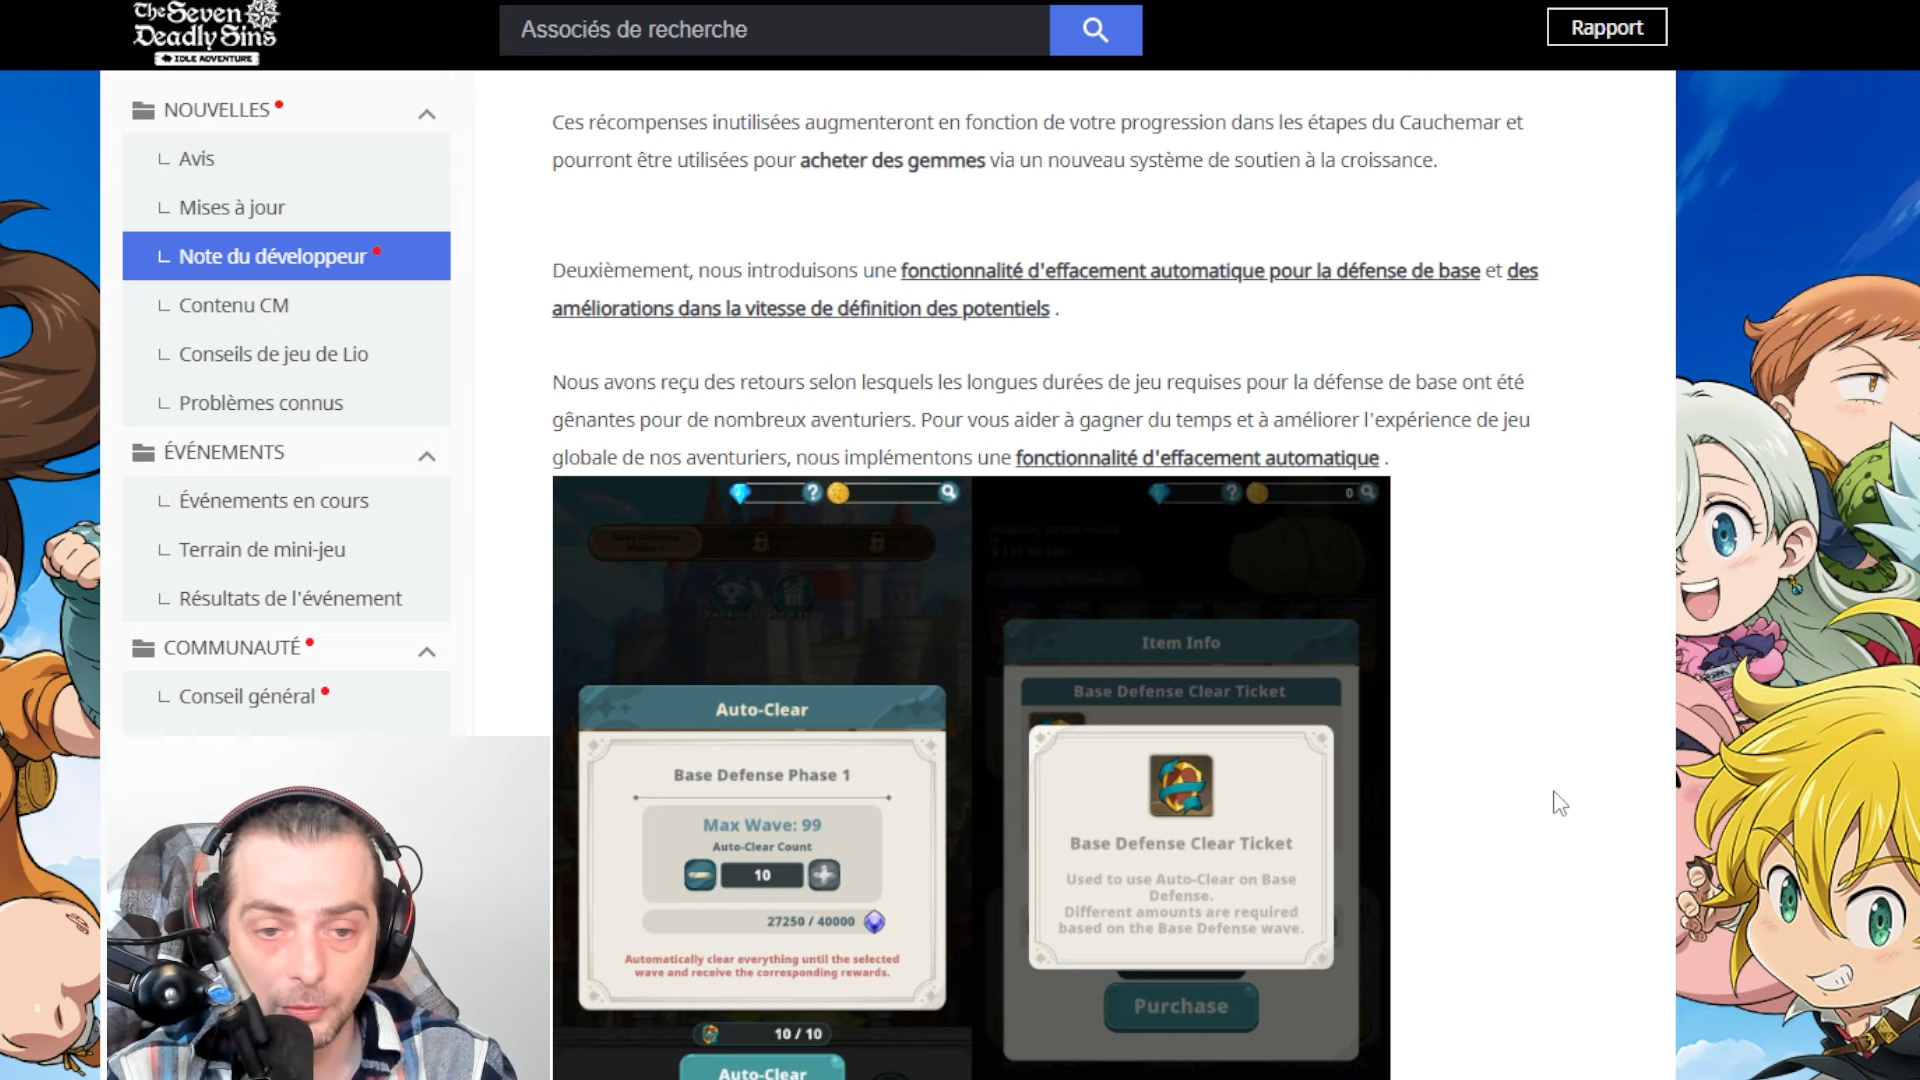 The Seven
Deadly Sins
IDLE ADVENTURE
Associés de recherche
Rapport
NOUVELLES
Avis
Mises à jour
Note du développeur
Contenu CM
Conseils de jeu de Lio
Problèmes connus
ÉVÉNEMENTS
Événements en cours
Terrain de mini-jeu
Résultats de l'événement
COMMUNAUTÉ
Conseil général
Ces récompenses inutilisées augmenteront en fonction de votre progression dans les étapes du Cauchemar et
pourront être utilisées pour acheter des gemmes via un nouveau système de soutien à la croissance.
Deuxièmement, nous introduisons une fonctionnalité d'effacement automatique pour la défense de base et des
améliorations dans la vitesse de définition des potentiels .
Nous avons reçu des retours selon lesquels les longues durées de jeu requises pour la défense de base ont été
gênantes pour de nombreux aventuriers. Pour vous aider à gagner du temps et à améliorer l'expérience de jeu
globale de nos aventuriers, nous implémentons une fonctionnalité d'effacement automatique .
Auto-Clear
Base Defense Phase 1
Max Wave: 99
Auto-Clear Count
10
27250 / 40000
Automatically clear everything until the selected
wave and receive the corresponding rewards.
10 / 10
Auto-Clear
0
Item Info
Base Defense Clear Ticket
Base Defense Clear Ticket
Used to use Auto-Clear on Base
Defense.
Different amounts are required
based on the Base Defense wave.
Purchase